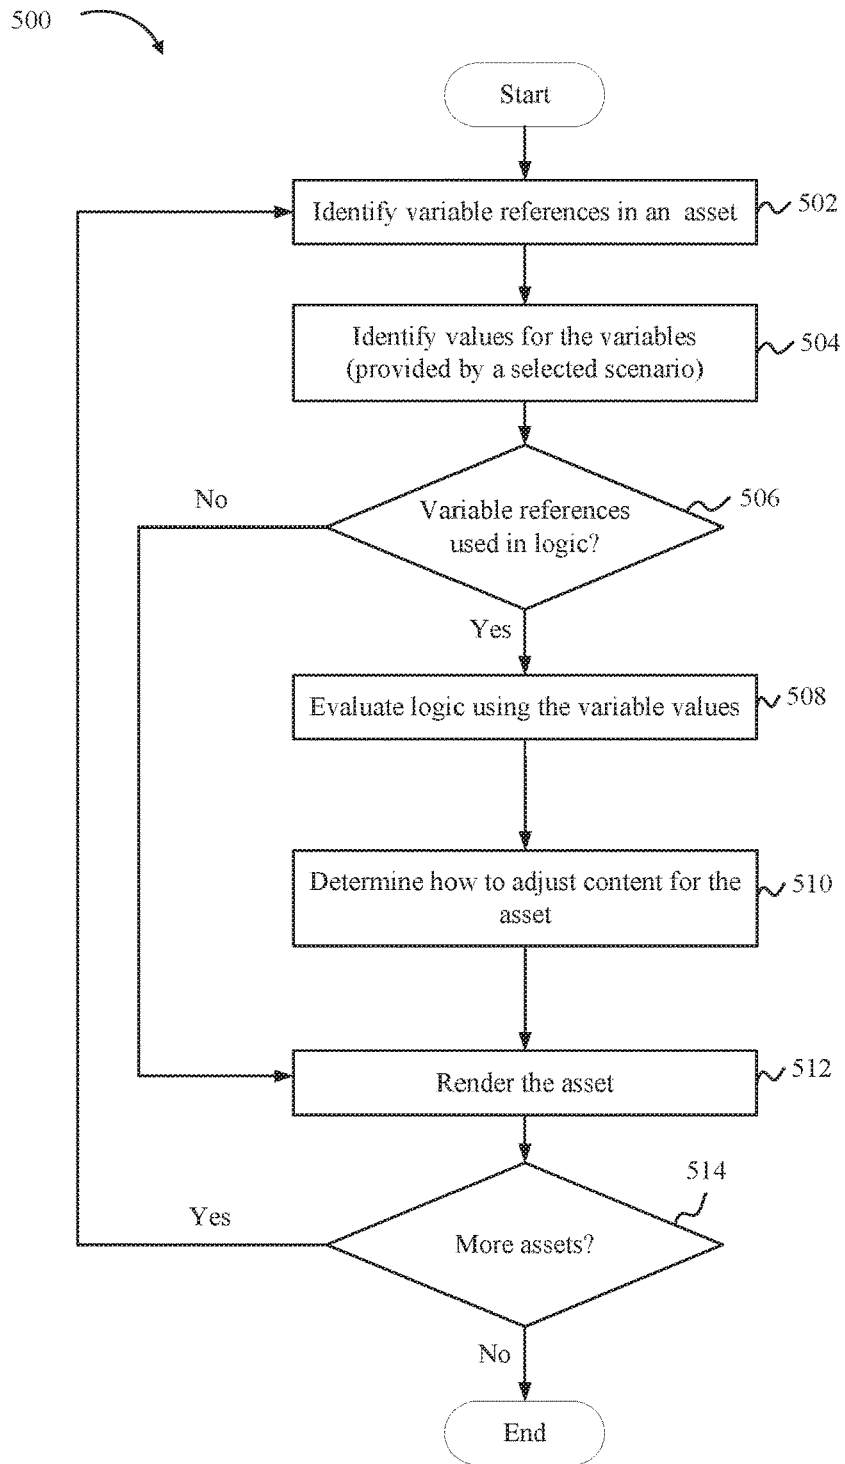 500
Start
Identify variable references in an asset
502
Identify values for the variables
(provided by a selected scenario)
504
Variable references
used in logic?
506
No
Yes
Evaluate logic using the variable values
508
Determine how to adjust content for the
asset
510
Render the asset
512
More assets?
514
Yes
No
End